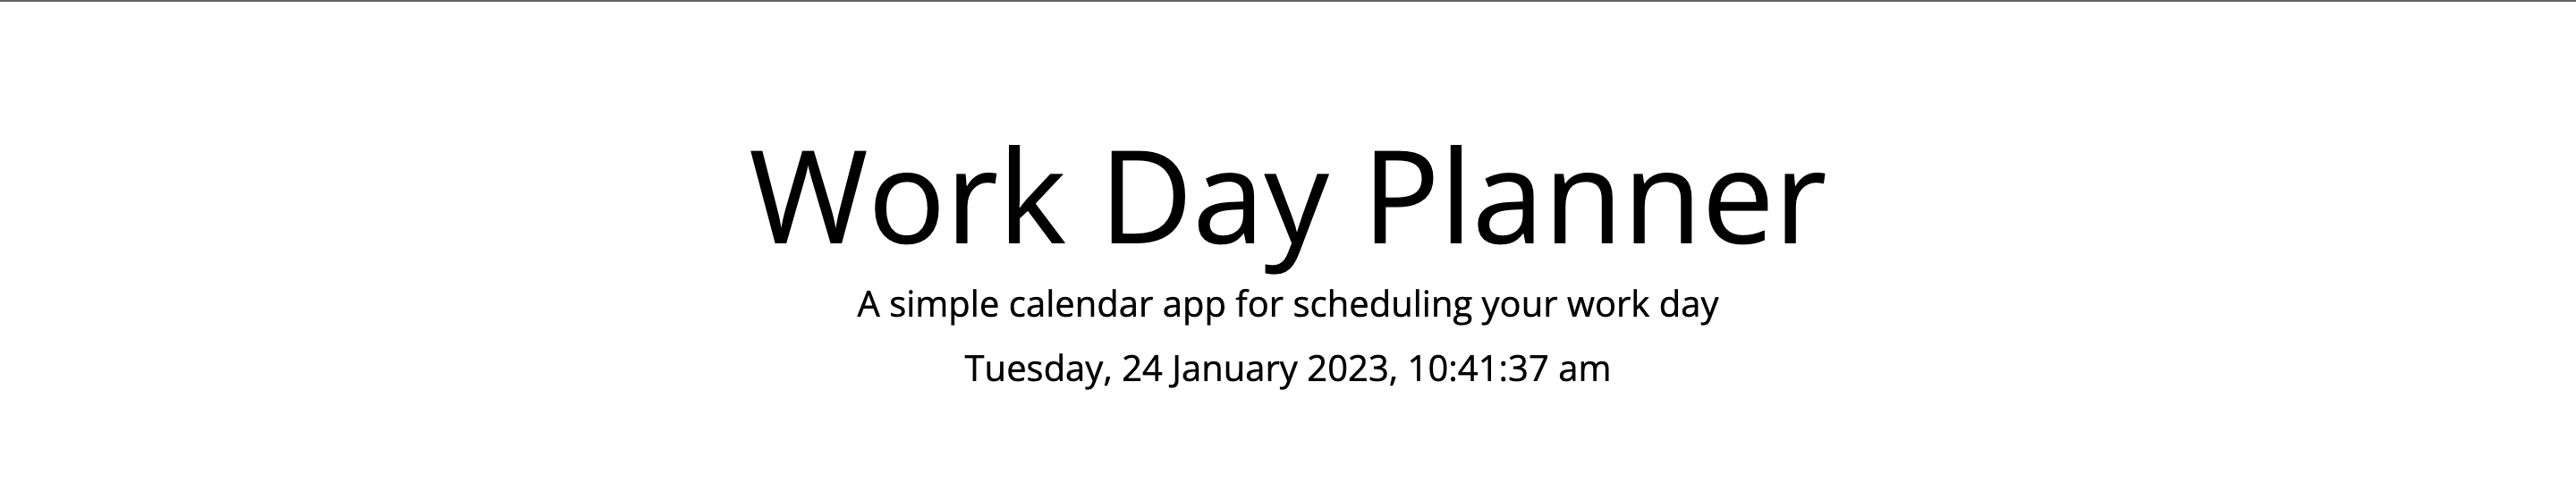 Work Day Planner
A simple calendar app for scheduling your work day
Tuesday, 24 January 2023, 10:41:37 am